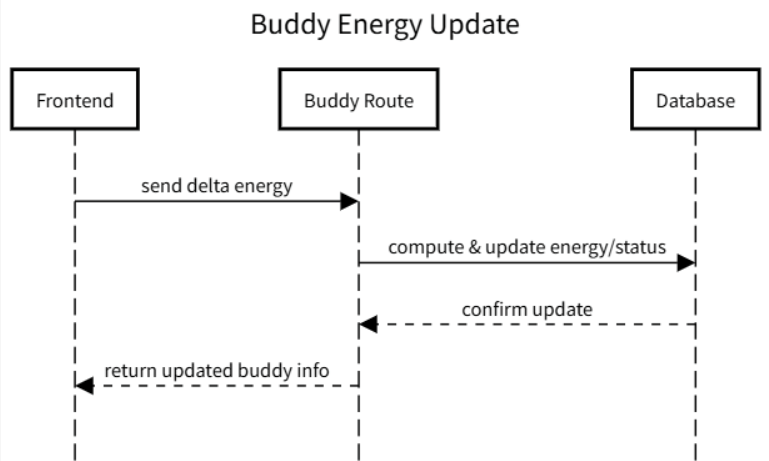 Buddy Energy Update
Frontend
Buddy Route
Database
send delta energy
compute & update energy/status
confirm update
return updated buddy info